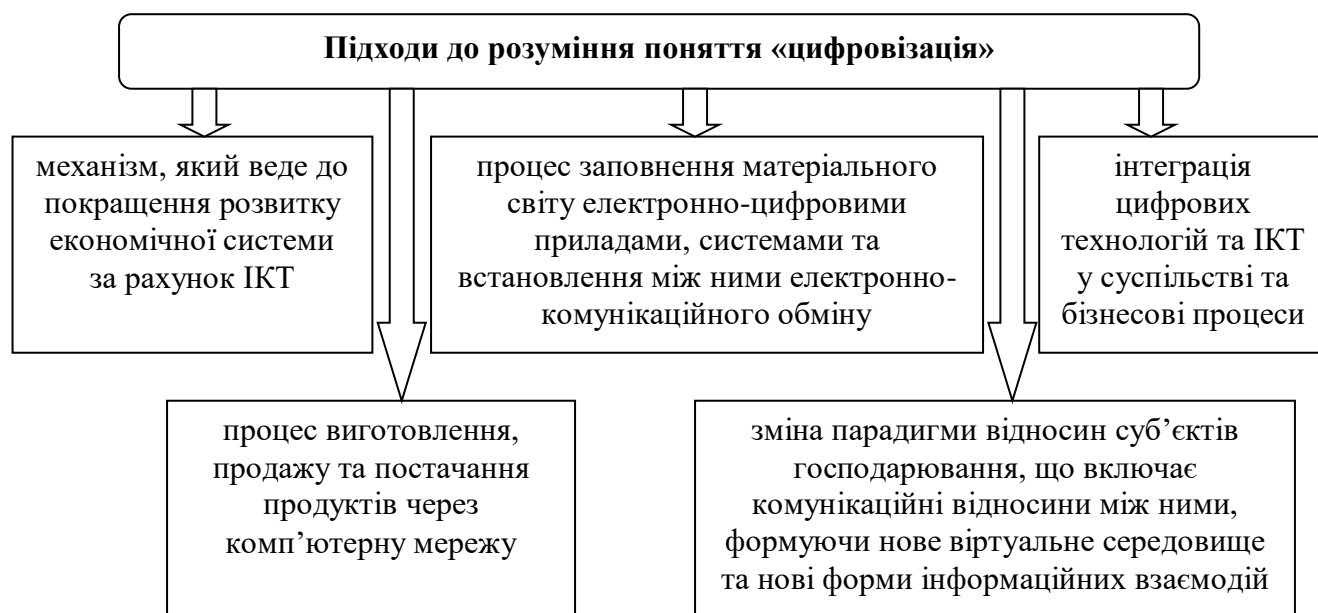 Підходи до розуміння поняття «цифровізація»
механізм, який веде до
покращення розвитку
економічної системи
за рахунок ІКТ
процес заповнення матеріального
світу електронно-цифровими
приладами, системами та
встановлення між ними електронно-
комунікаційного обміну
інтеграція
цифрових
технологій та ІКТ
у суспільстві та
бізнесові процеси
процес виготовлення,
продажу та постачання
продуктів через
комп’ютерну мережу
зміна парадигми відносин суб’єктів
господарювання, що включає
комунікаційні відносини між ними,
формуючи нове віртуальне середовище
та нові форми інформаційних взаємодій